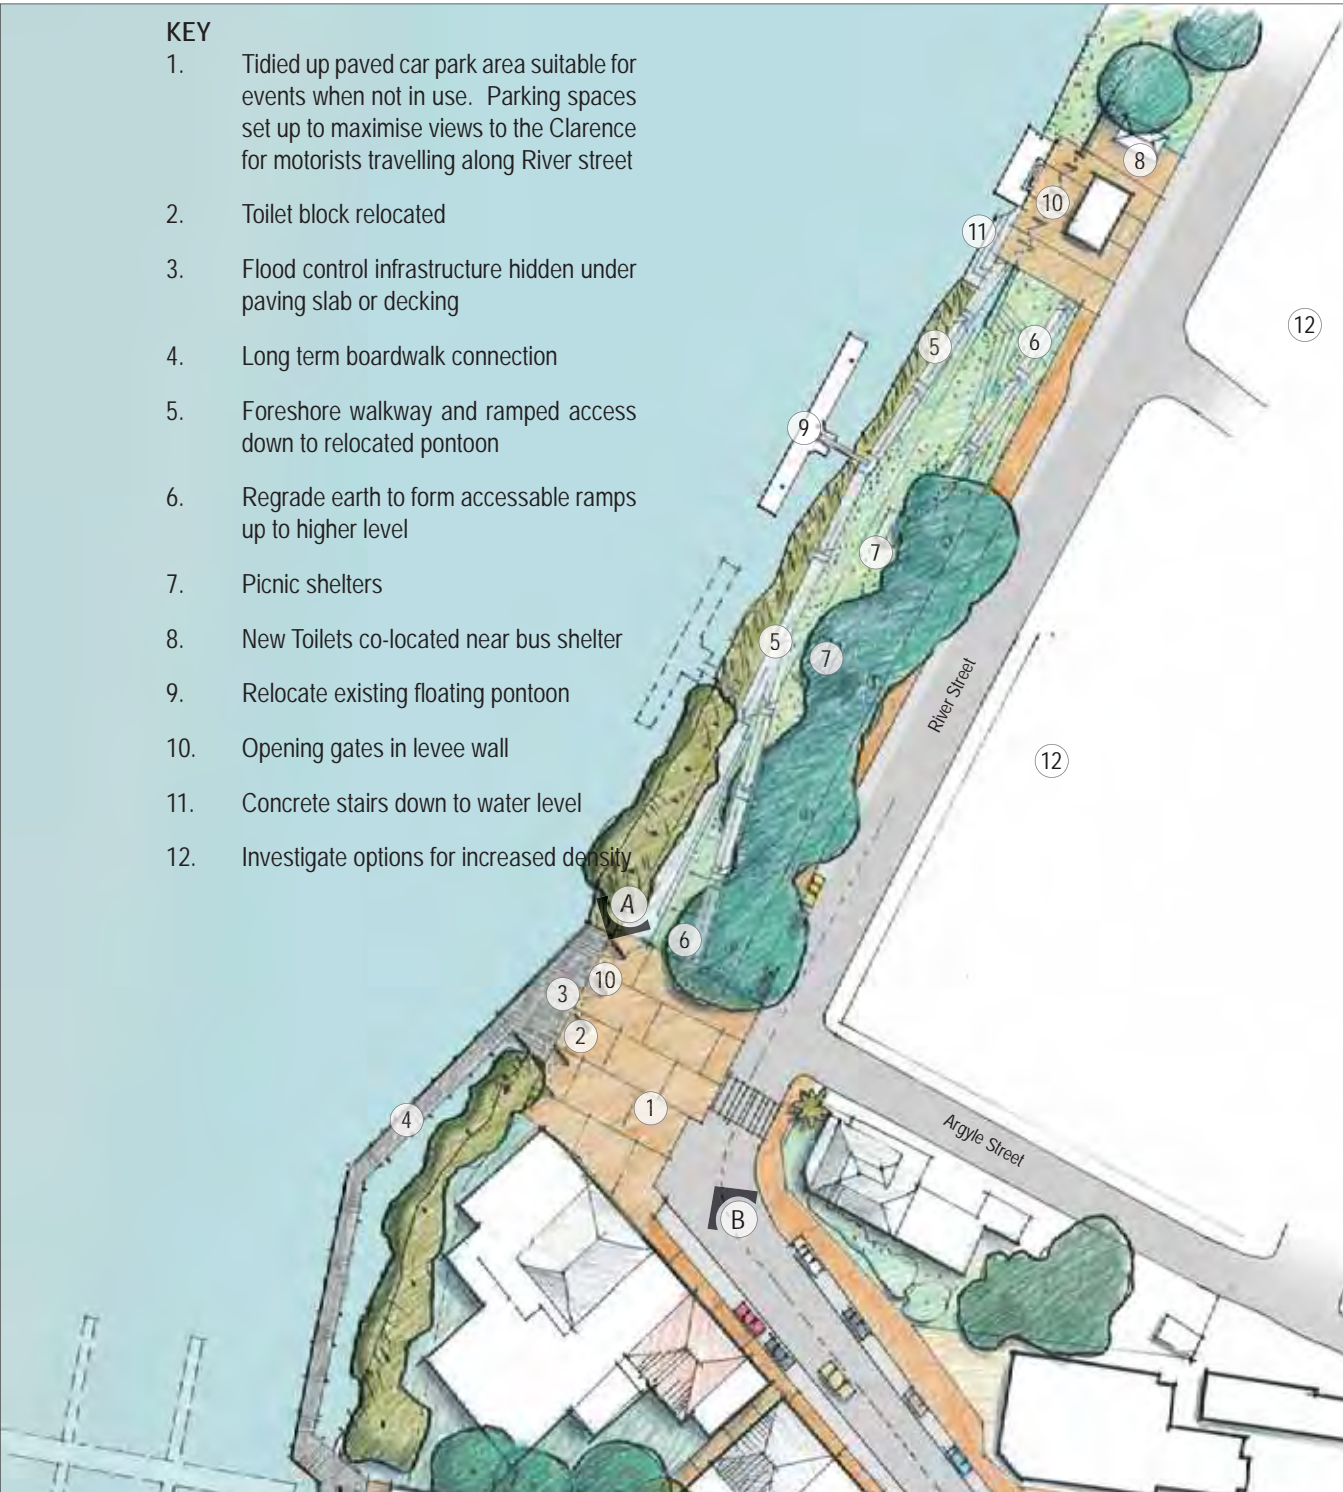 KEY
1. Tidied up paved car park area suitable for
events when not in use. Parking spaces
set up to maximise views to the Clarence
for motorists travelling along River street
2. Toilet block relocated
3. Flood control infrastructure hidden under
paving slab or decking
4. Long term boardwalk connection
5. Foreshore walkway and ramped access
down to relocated pontoon
6. Regrade earth to form accessable ramps
up to higher level
7. Picnic shelters
8. New Toilets co-located near bus shelter
9. Relocate existing floating pontoon
10. Opening gates in levee wall
11. Concrete stairs down to water level
12. Investigate options for increased density
8
10
11
12
5
6
9
7
5
7
River Street
12
A
6
10
3
2
1
4
Argyle Street
B